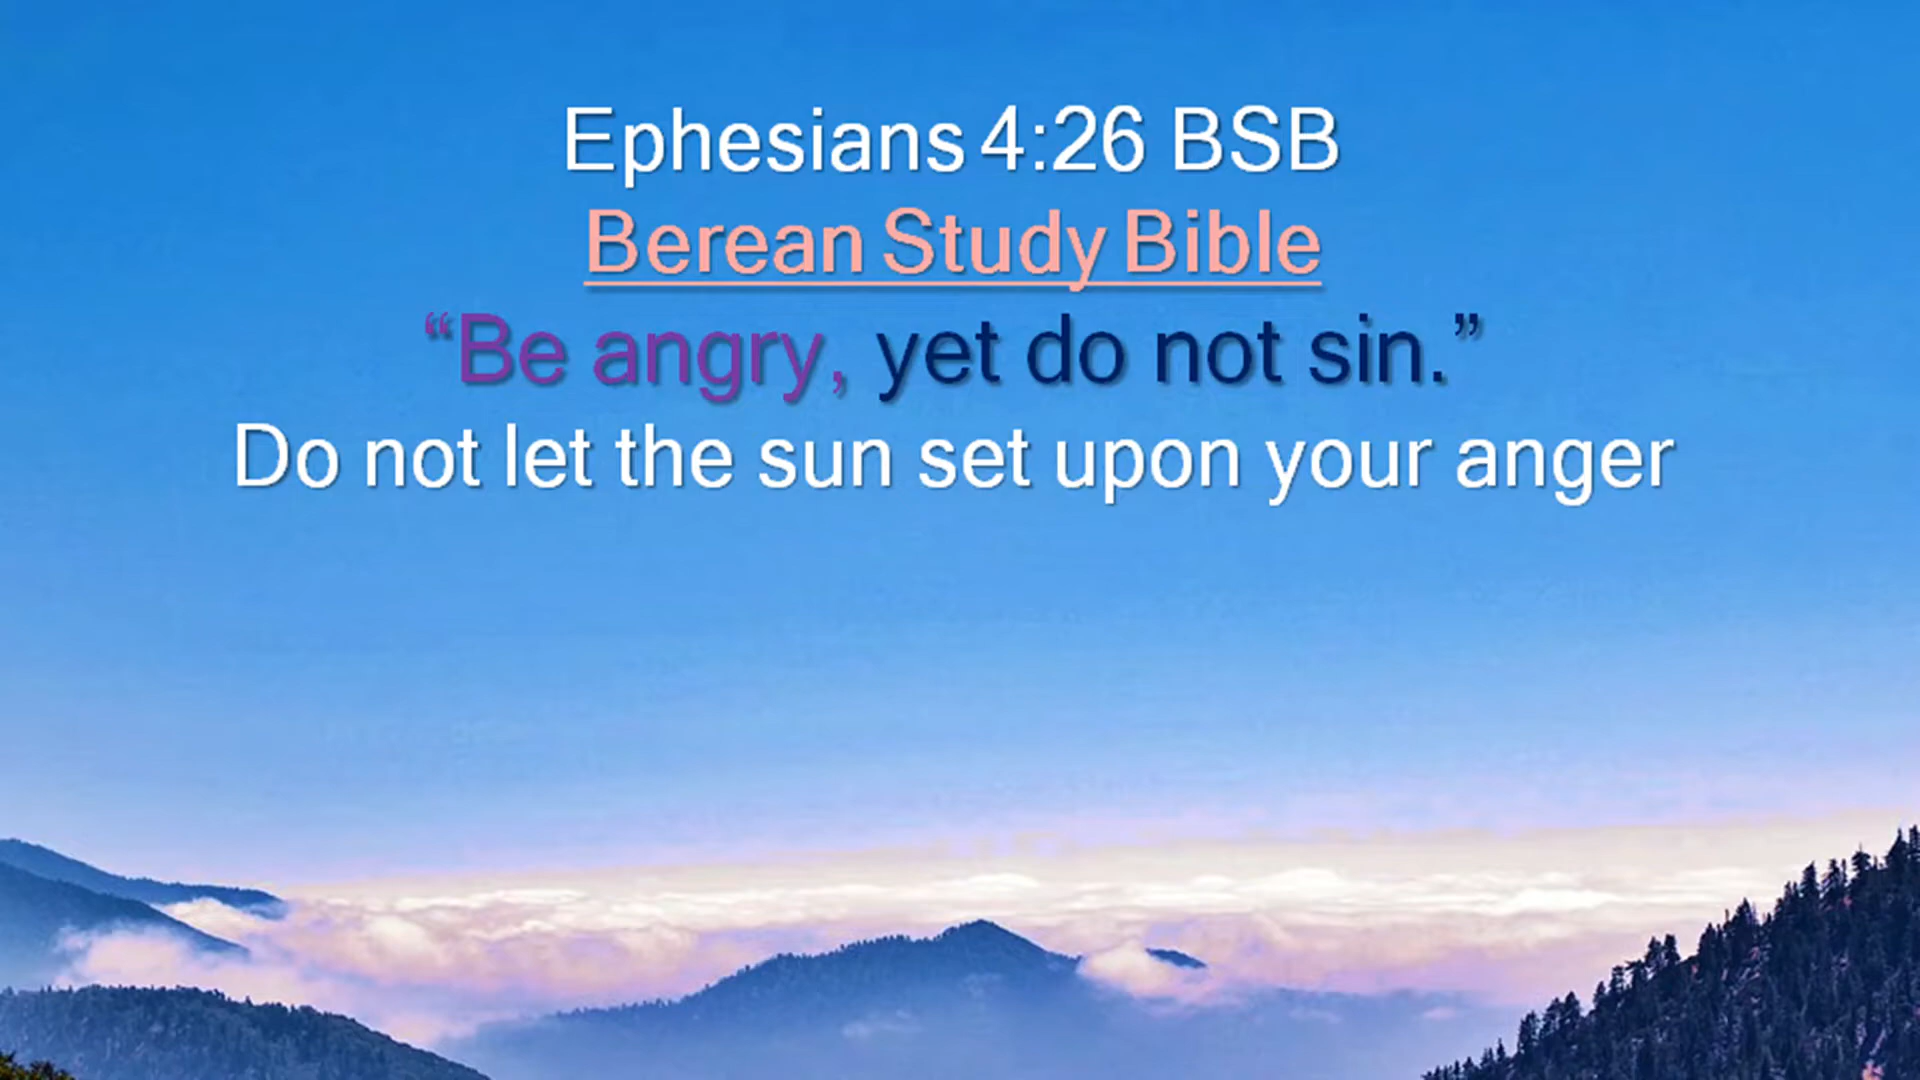 Ephesians 4:26 BSB
Berean Study Bible
“Be angry, yet do not sin.”
Do not let the sun set upon your anger